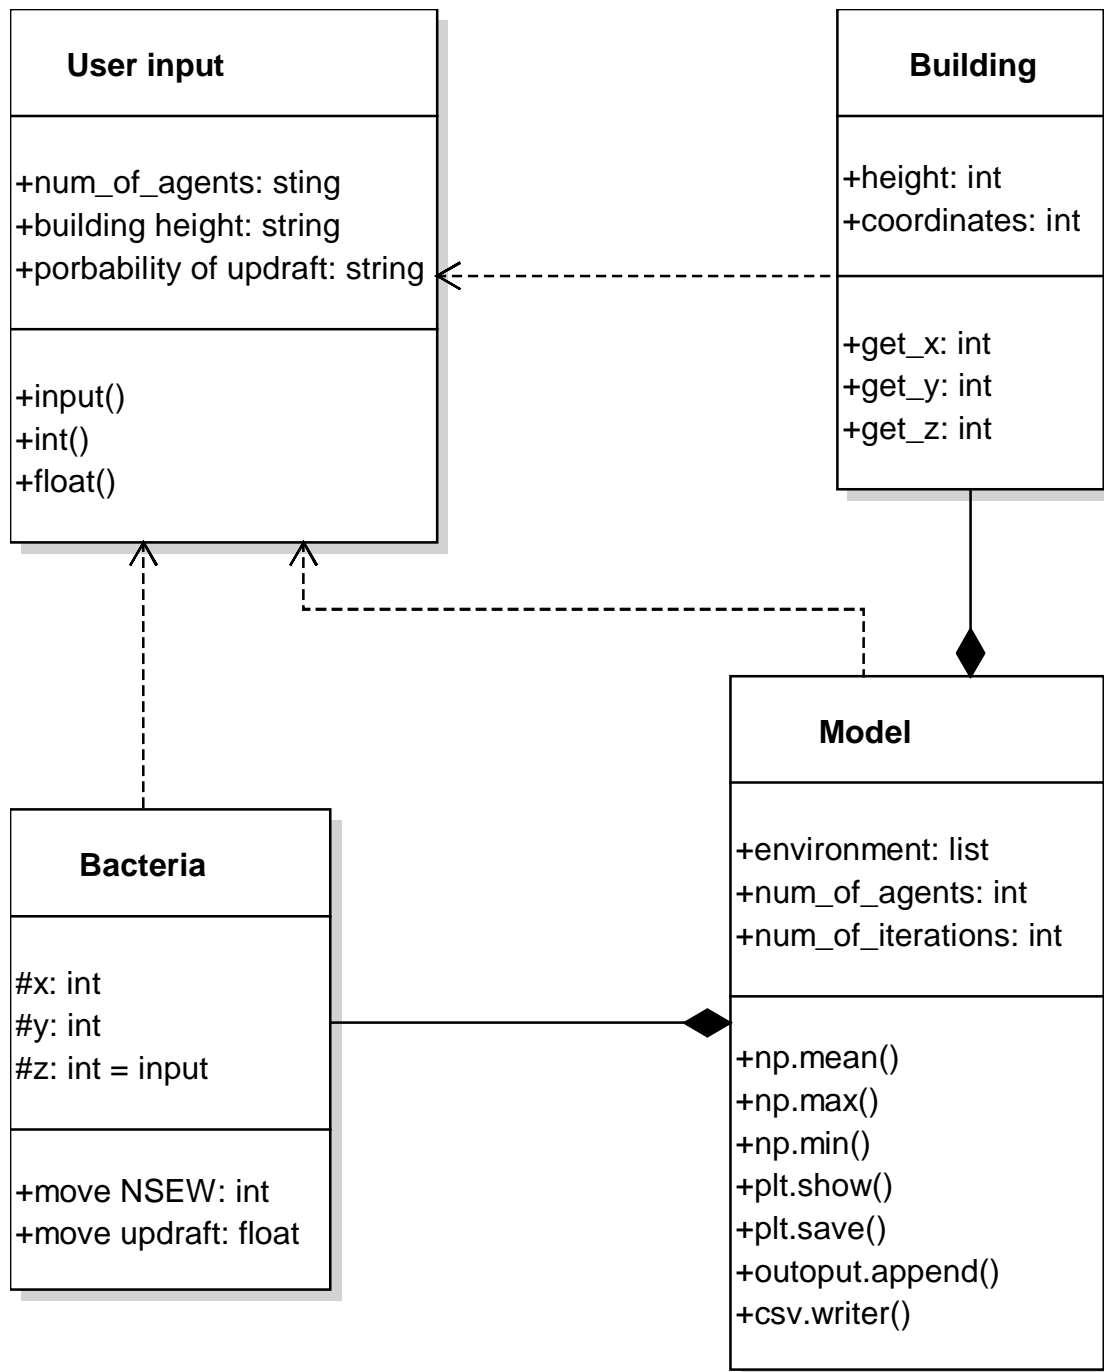 User input
+num_of_agents: sting
+building height: string
+porbability of updraft: string
+input()
+int()
+float()
Building
+height: int
+coordinates: int
+get_x: int
+get_y: int
+get_z: int
Bacteria
#x: int
#y: int
#z: int = input
+move NSEW: int
+move updraft: float
Model
+environment: list
+num_of_agents: int
+num_of_iterations: int
+np.mean()
+np.max()
+np.min()
+plt.show()
+plt.save()
+outoput.append()
+csv.writer()